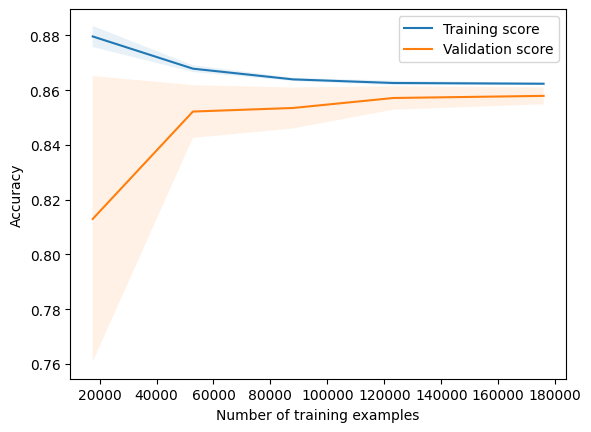 0.88
0.86
0.84
0.82
0.80
0.78
0.76
Accuracy
Training score
Validation score
20000 40000 60000 80000 100000 120000 140000 160000 180000
Number of training examples